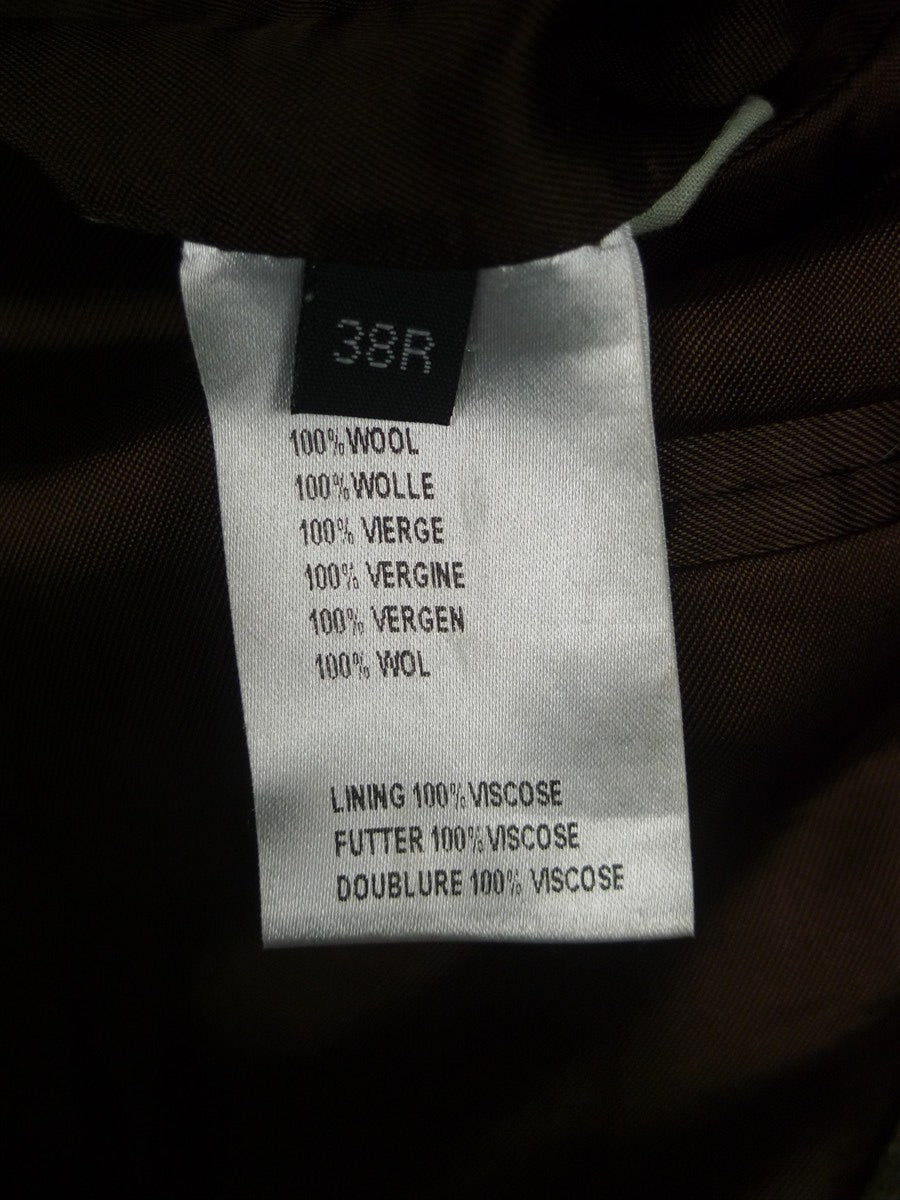 38R
100% WOOL
100% WOLLE
100% VIERGE
100% VERGINE
100% VERGEN
100% WOL
LINING 100% VISCOSE
FUTTER 100% VISCOSE
DOUBLURE 100% VISCOSE